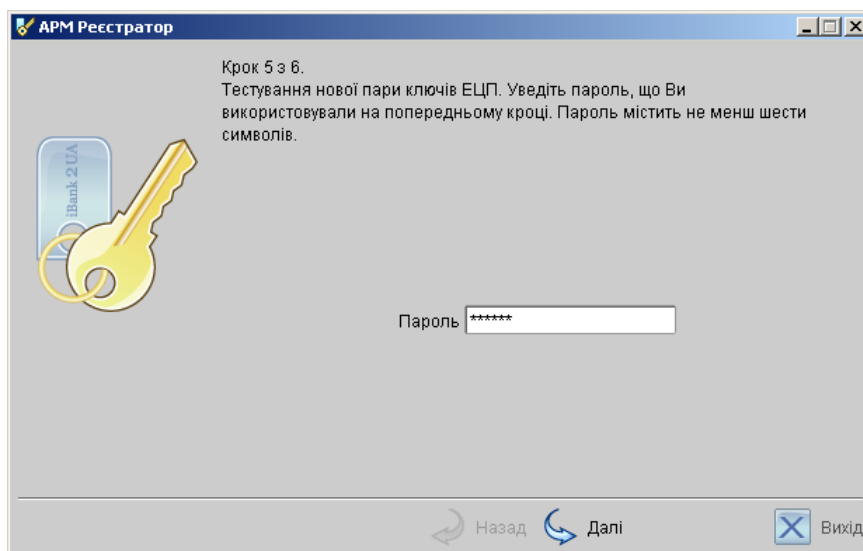 АРМ Реєстратор
Крок 5 з 6.
Тестування нової пари ключів ЕЦП. Уведіть пароль, що Ви
використовували на попередньому кроці. Пароль містить не менш шести
символів.
iBank 2 UA
Пароль ******
Назад Далі Вихід